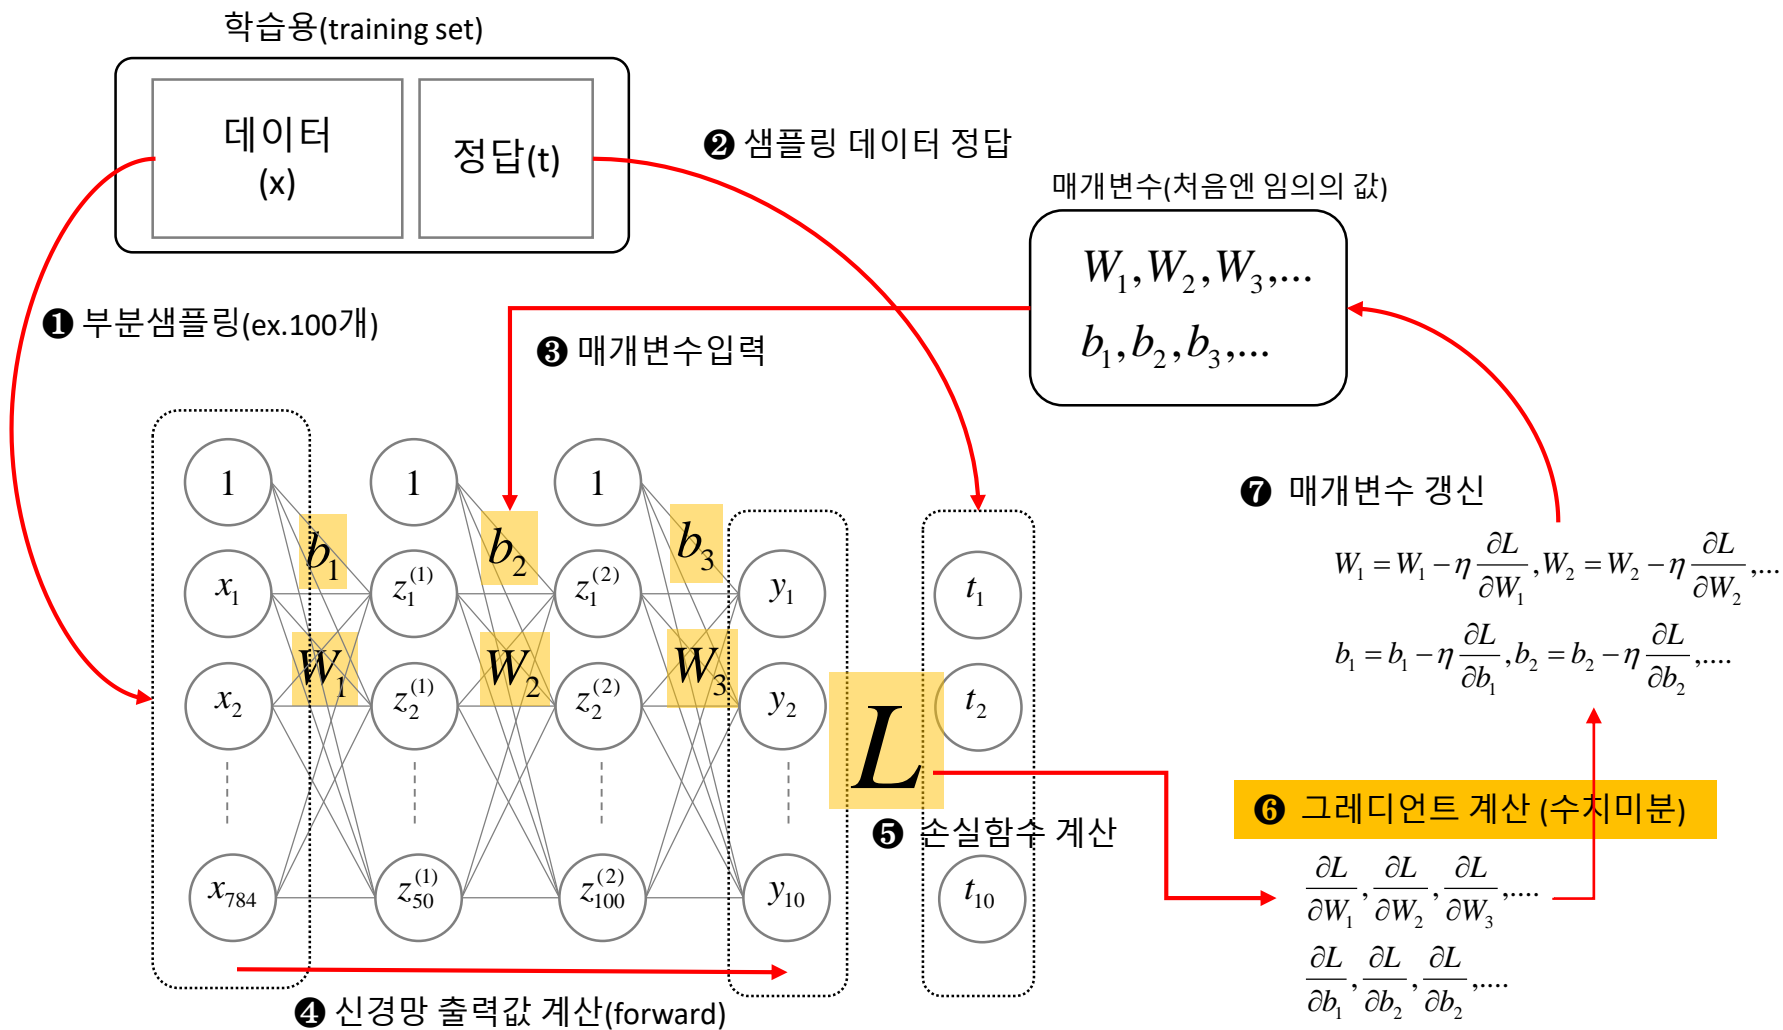 학습용(training set)
데이터
(x)
정답(t)
❷ 샘플링 데이터 정답
매개변수(처음엔 임의의 값)
W₁,W₂,W₃,...
b₁,b₂,b₃,...
❶ 부분샘플링(ex.100개)
❸ 매개변수입력
1 1 1
b₁ b₂ b₃
x₁ z₁⁽¹⁾ z₁⁽²⁾ y₁ t₁
W₁ W₂ W₃
x₂ z₂⁽¹⁾ z₂⁽²⁾ y₂ t₂
L
x₇₈₄ z₅₀⁽¹⁾ z₁₀₀⁽²⁾ y₁₀ t₁₀
❹ 신경망 출력값 계산(forward)
❺ 손실함수 계산
❼ 매개변수 갱신
W₁ = W₁ − η ∂L/∂W₁, W₂ = W₂ − η ∂L/∂W₂,...
b₁ = b₁ − η ∂L/∂b₁, b₂ = b₂ − η ∂L/∂b₂,....
❻ 그레디언트 계산 (수치미분)
∂L/∂W₁, ∂L/∂W₂, ∂L/∂W₃,....
∂L/∂b₁, ∂L/∂b₂, ∂L/∂b₂,....